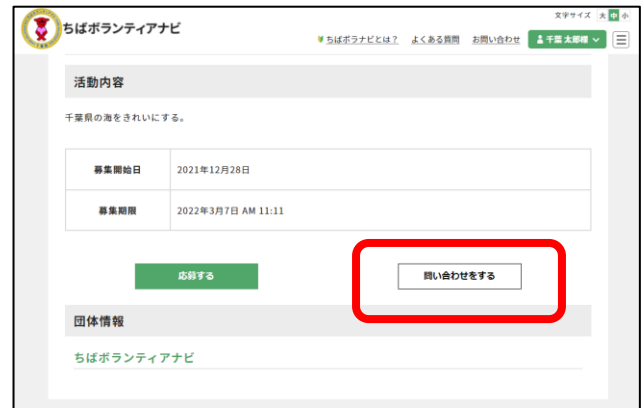 文字サイズ 大 中 小
ちばボランティアナビ
ちばボラナビとは？ よくある質問 お問い合わせ 千葉 太郎様
活動内容
千葉県の海をきれいにする。
募集開始日 2021年12月28日
募集期限 2022年3月7日 AM 11:11
応募する 問い合わせをする
団体情報
ちばボランティアナビ